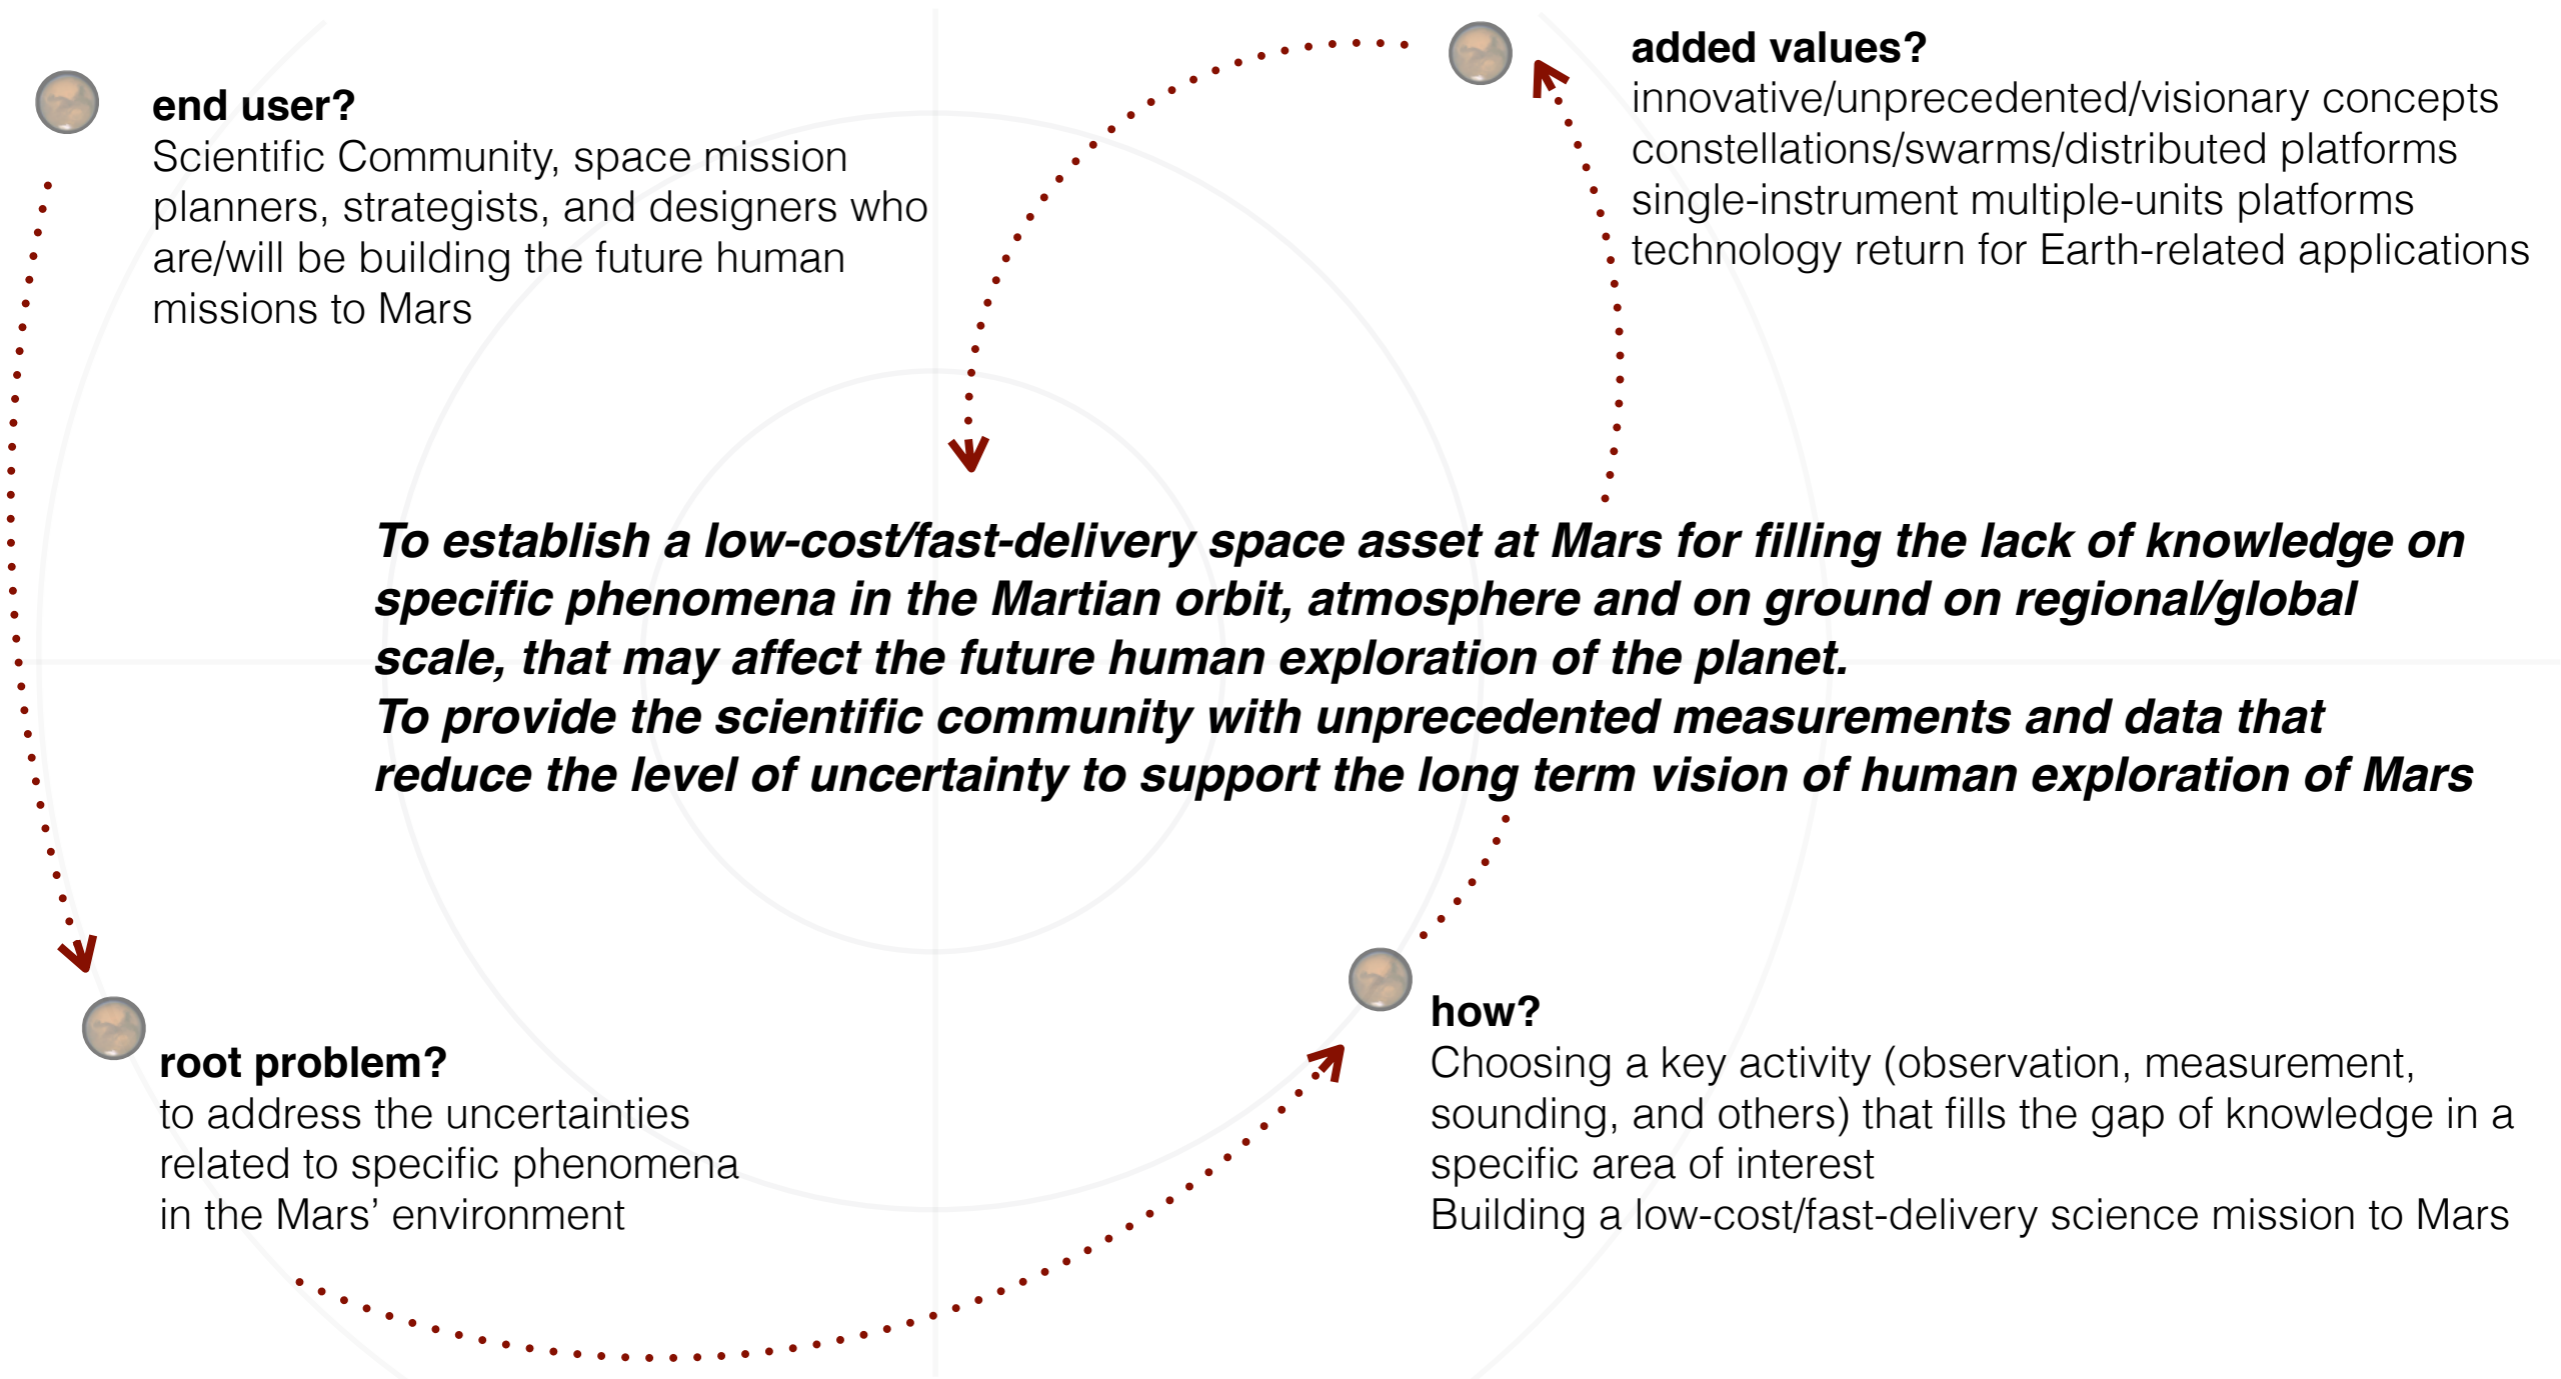 end user?
Scientific Community, space mission
planners, strategists, and designers who
are/will be building the future human
missions to Mars
added values?
innovative/unprecedented/visionary concepts
constellations/swarms/distributed platforms
single-instrument multiple-units platforms
technology return for Earth-related applications
To establish a low-cost/fast-delivery space asset at Mars for filling the lack of knowledge on
specific phenomena in the Martian orbit, atmosphere and on ground on regional/global
scale, that may affect the future human exploration of the planet.
To provide the scientific community with unprecedented measurements and data that
reduce the level of uncertainty to support the long term vision of human exploration of Mars
root problem?
to address the uncertainties
related to specific phenomena
in the Mars’ environment
how?
Choosing a key activity (observation, measurement,
sounding, and others) that fills the gap of knowledge in a
specific area of interest
Building a low-cost/fast-delivery science mission to Mars